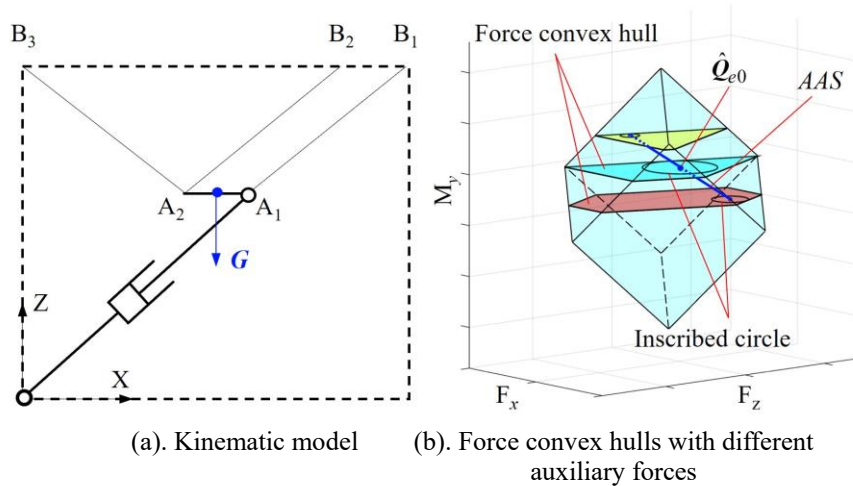 B3
B2
B1
A2
A1
G
Z
X
Force convex hull
Q̂e0
AAS
My
Inscribed circle
Fx
Fz
(a). Kinematic model
(b). Force convex hulls with different
auxiliary forces